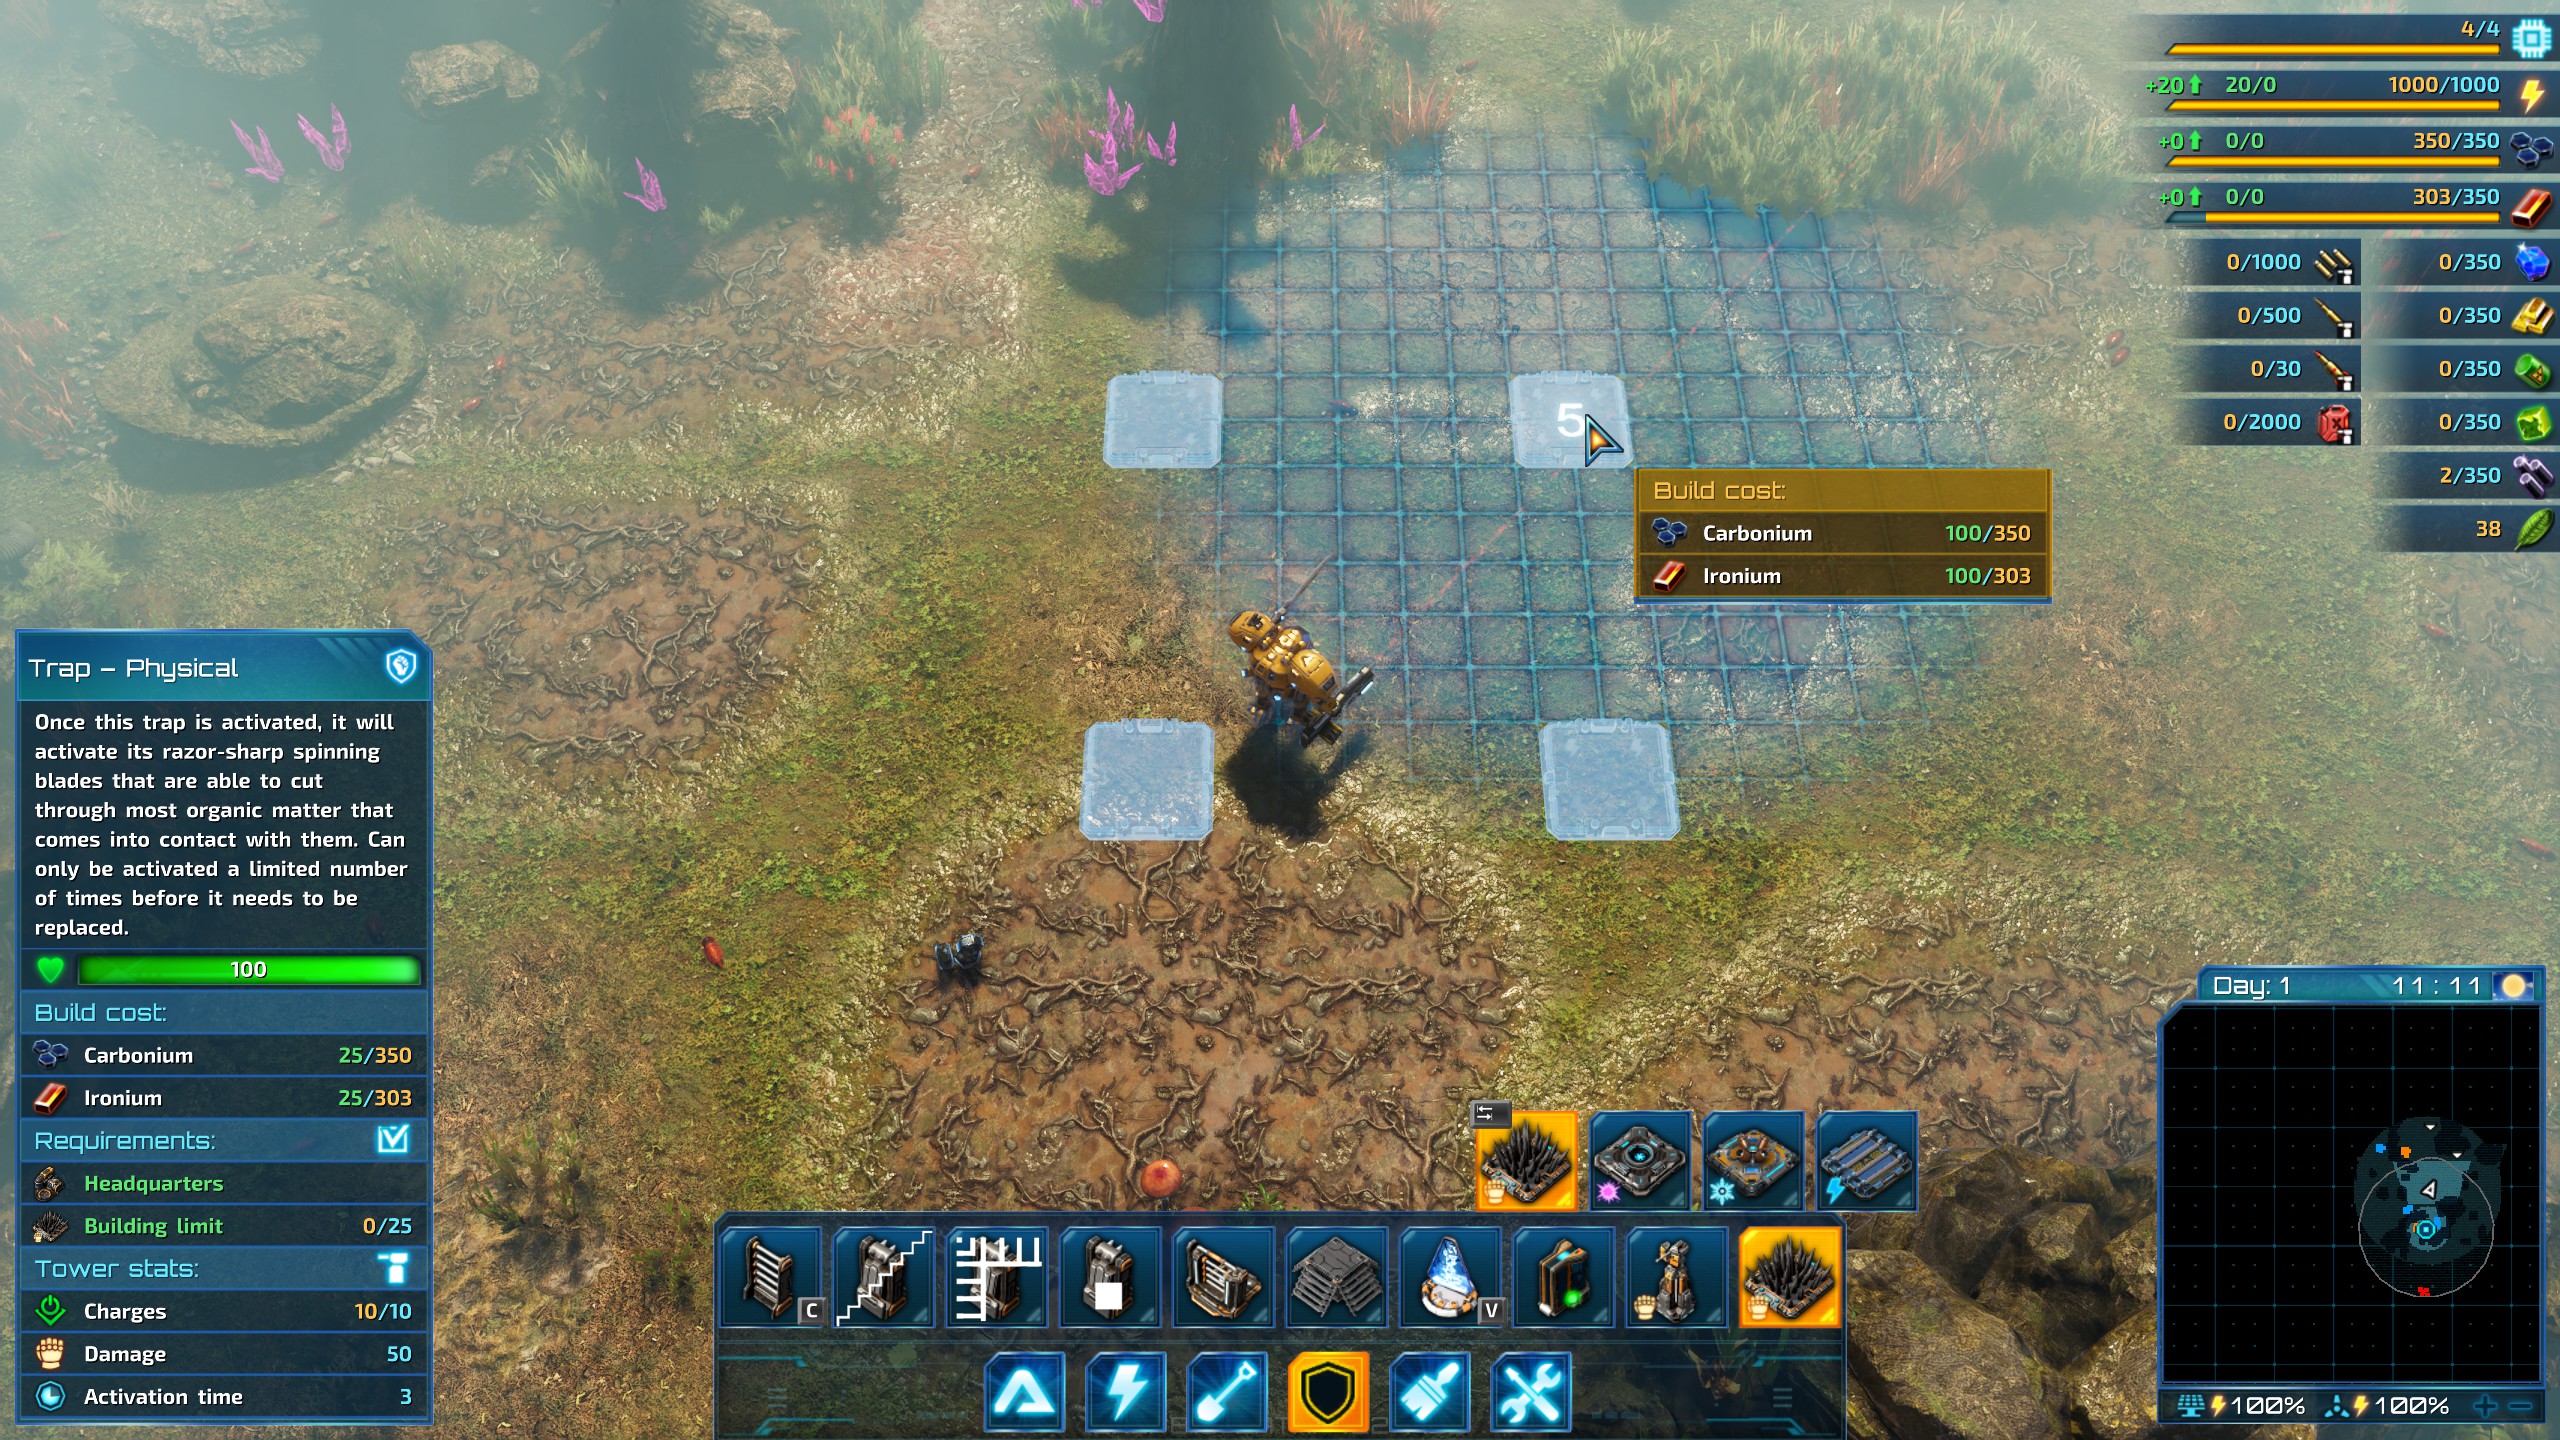 4/4
+20 20/0 1000/1000
+0 0/0 350/350
+0 0/0 303/350
0/1000 0/350
0/500 0/350
0/30 0/350
0/2000 0/350
2/350
38
5
Build cost:
Carbonium 100/350
Ironium 100/303
Trap – Physical
Once this trap is activated, it will
activate its razor-sharp spinning
blades that are able to cut
through most organic matter that
comes into contact with them. Can
only be activated a limited number
of times before it needs to be
replaced.
100
Build cost:
Carbonium 25/350
Ironium 25/303
Requirements:
Headquarters
Building limit 0/25
Tower stats:
Charges 10/10
Damage 50
Activation time 3
C
V
Day: 1 11:11
100% 100%